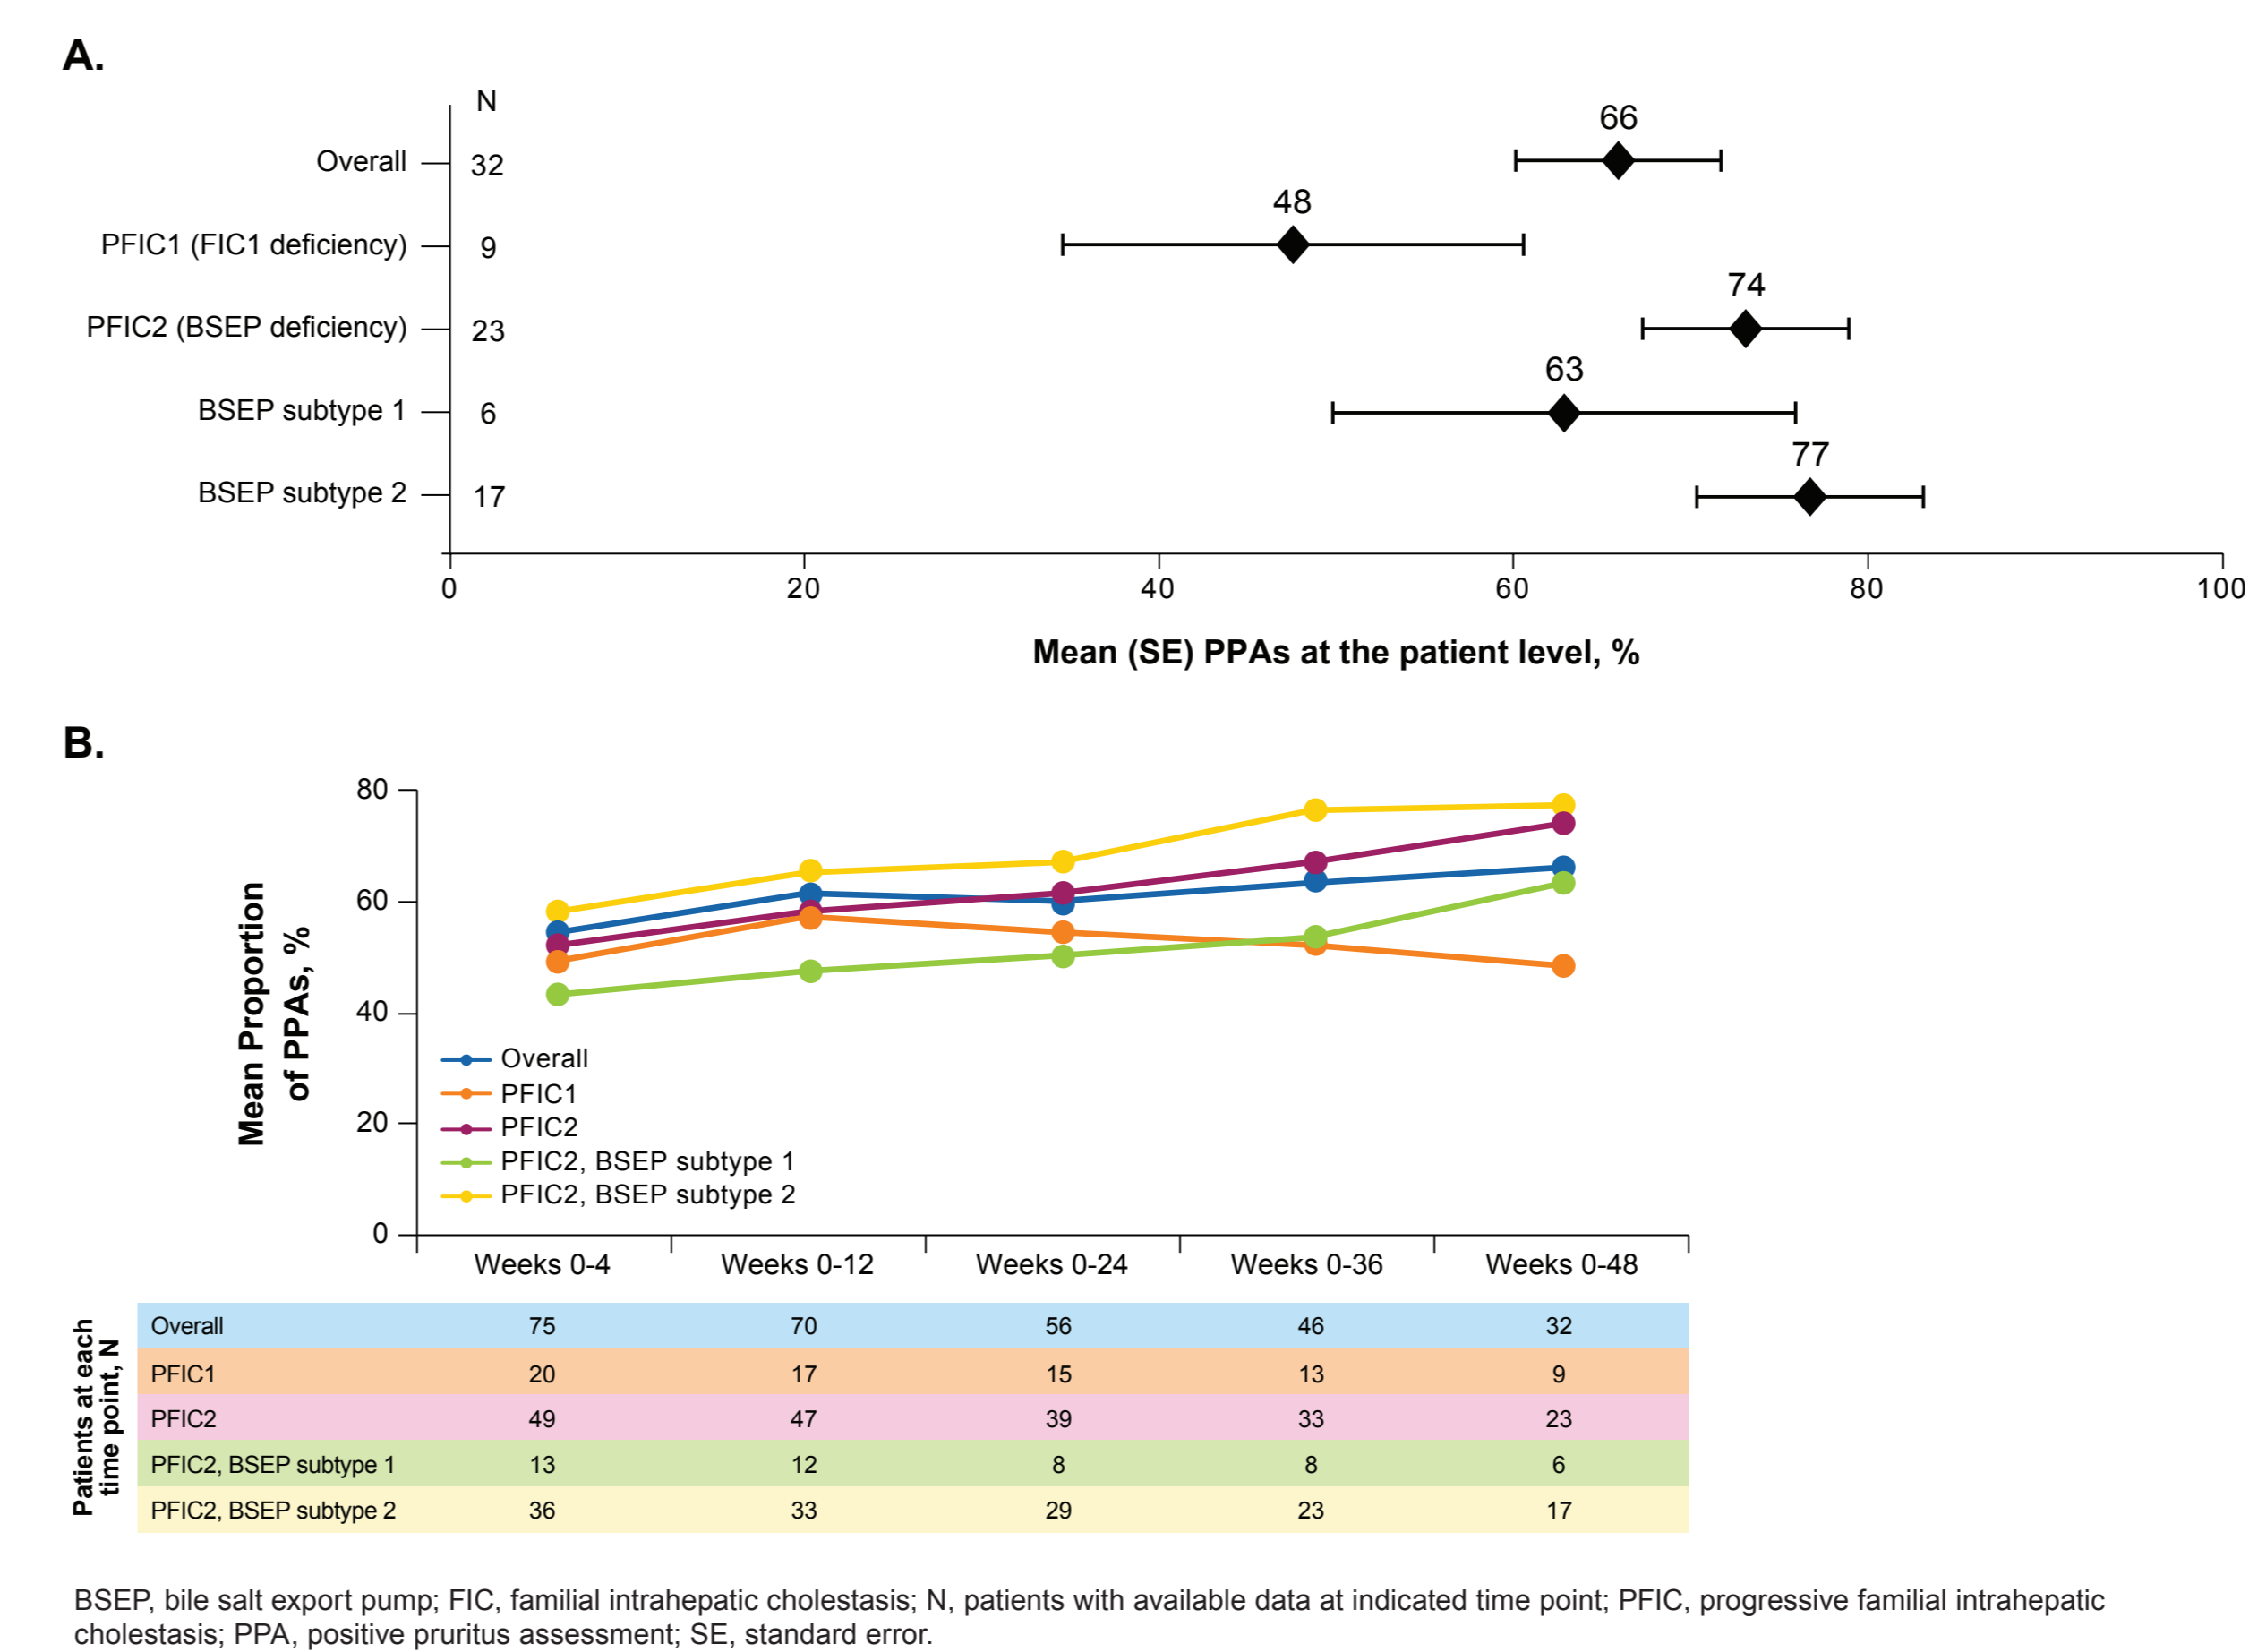 A.
N
Overall 32 66
PFIC1 (FIC1 deficiency) 9 48
PFIC2 (BSEP deficiency) 23 74
BSEP subtype 1 6 63
BSEP subtype 2 17 77
0 20 40 60 80 100
Mean (SE) PPAs at the patient level, %
B.
Mean Proportion
of PPAs, %
80
60
40
20
0
Overall
PFIC1
PFIC2
PFIC2, BSEP subtype 1
PFIC2, BSEP subtype 2
Weeks 0-4 Weeks 0-12 Weeks 0-24 Weeks 0-36 Weeks 0-48
Patients at each
time point, N
Overall 75 70 56 46 32
PFIC1 20 17 15 13 9
PFIC2 49 47 39 33 23
PFIC2, BSEP subtype 1 13 12 8 8 6
PFIC2, BSEP subtype 2 36 33 29 23 17
BSEP, bile salt export pump; FIC, familial intrahepatic cholestasis; N, patients with available data at indicated time point; PFIC, progressive familial intrahepatic
cholestasis; PPA, positive pruritus assessment; SE, standard error.